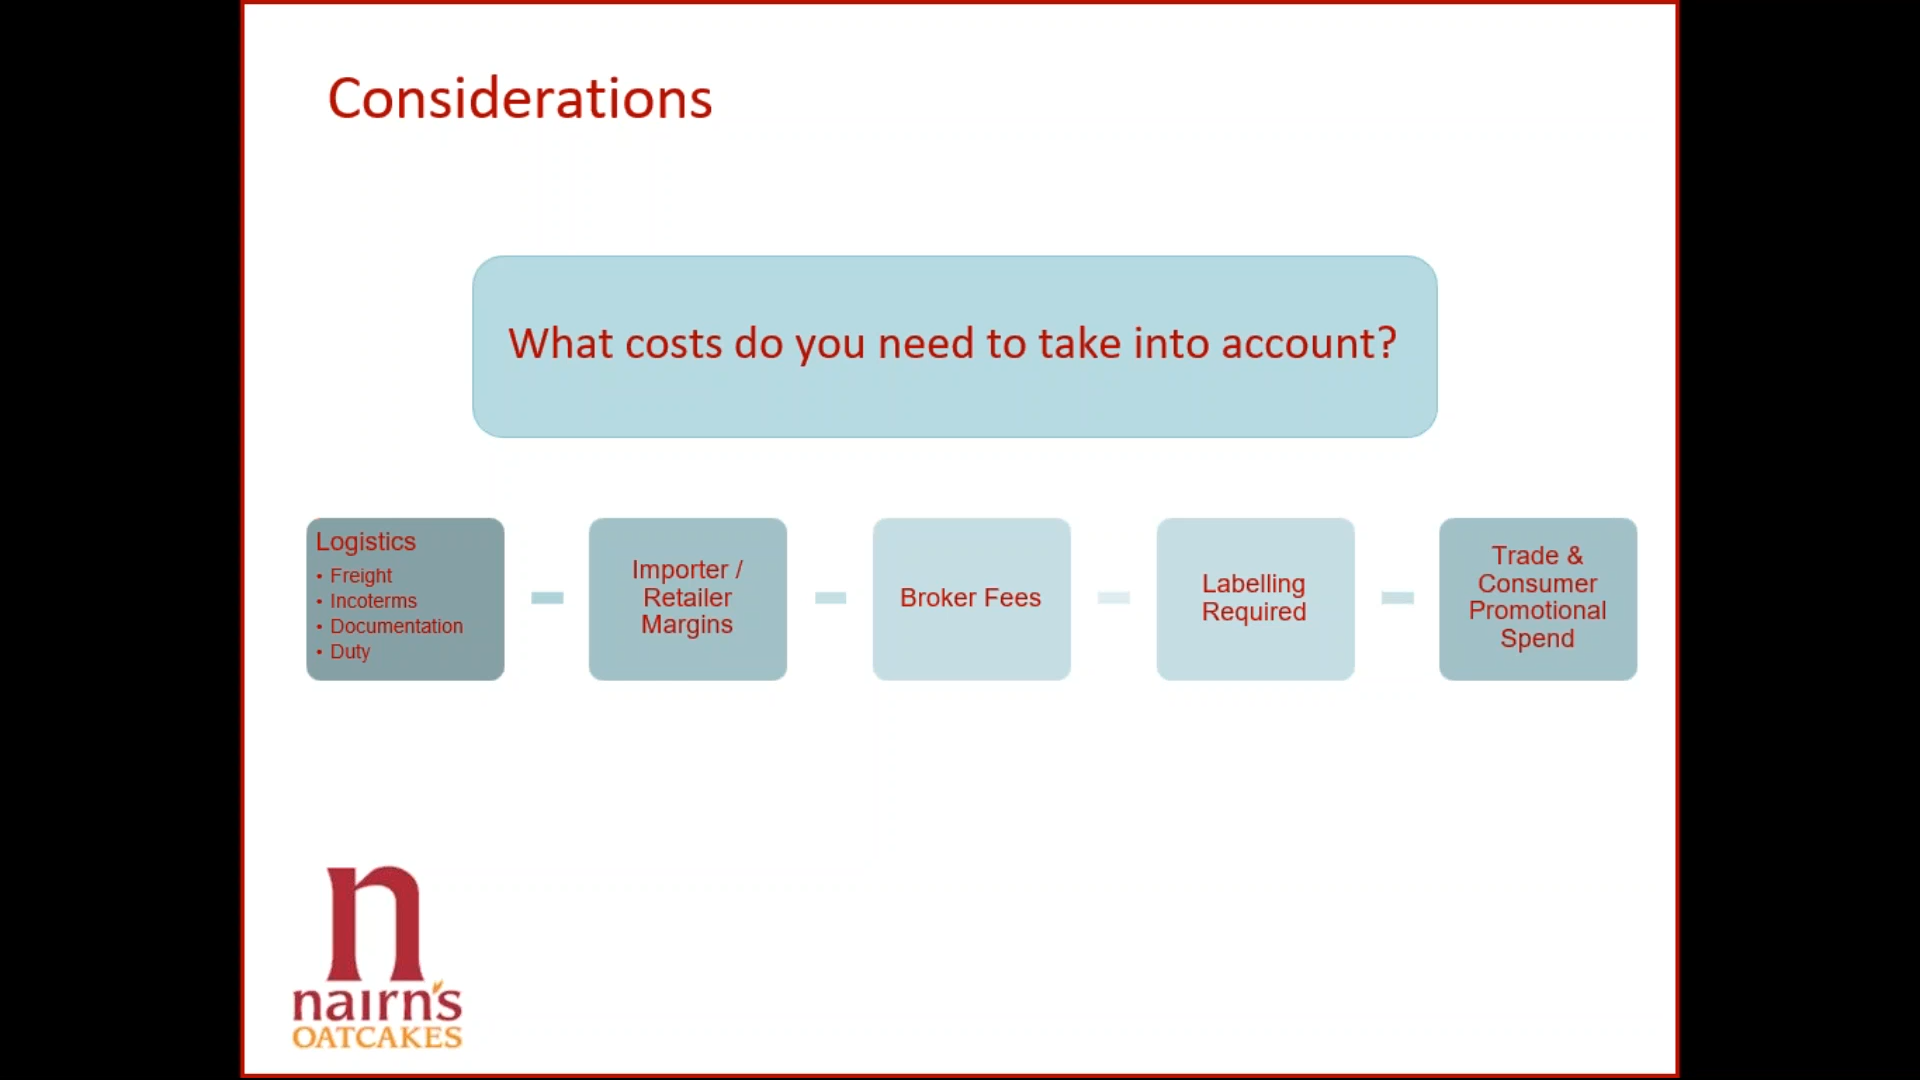 Considerations
What costs do you need to take into account?
Logistics
• Freight
• Incoterms
• Documentation
• Duty
Importer /
Retailer
Margins
Broker Fees
Labelling
Required
Trade &
Consumer
Promotional
Spend
n
nairn's
OATCAKES